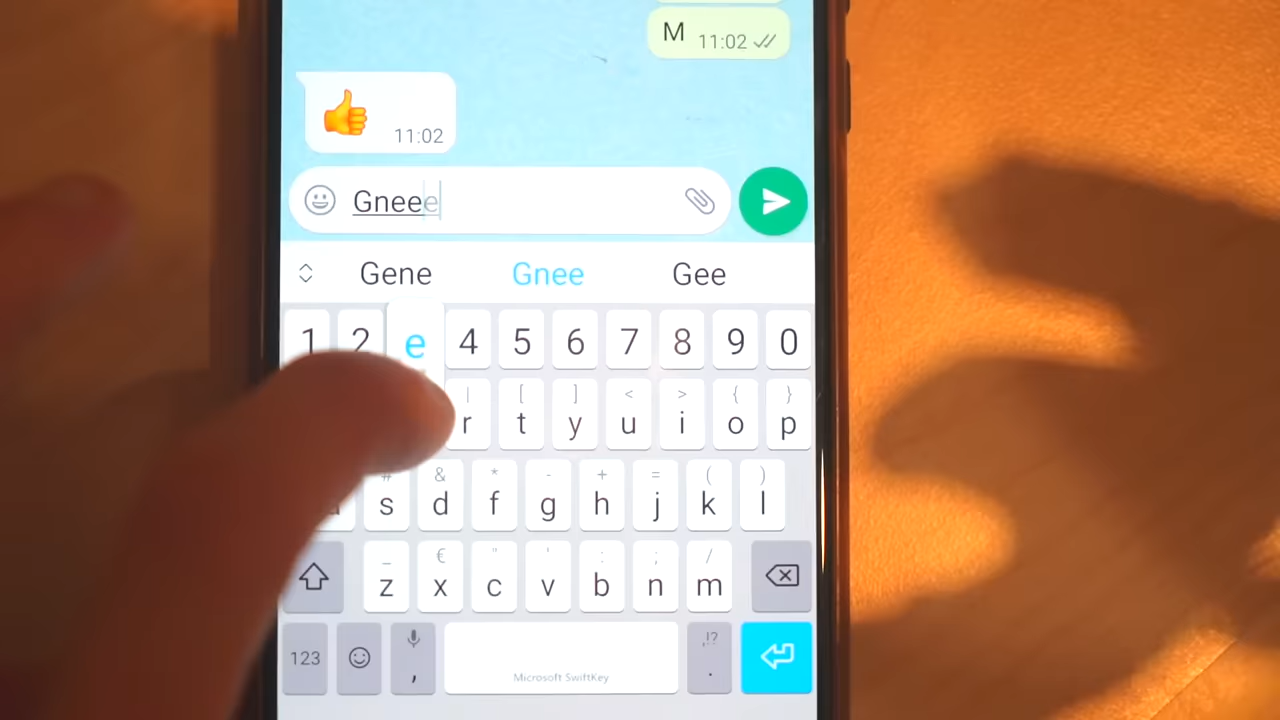 M 11:02
👍 11:02
Gneee
Gene Gnee Gee
1 2 e 4 5 6 7 8 9 0
| [ ] < > { }
r t y u i o p
# & * - + = ( )
s d f g h j k l
_ € " ' : ; /
z x c v b n m
123 , ,!? .
Microsoft SwiftKey